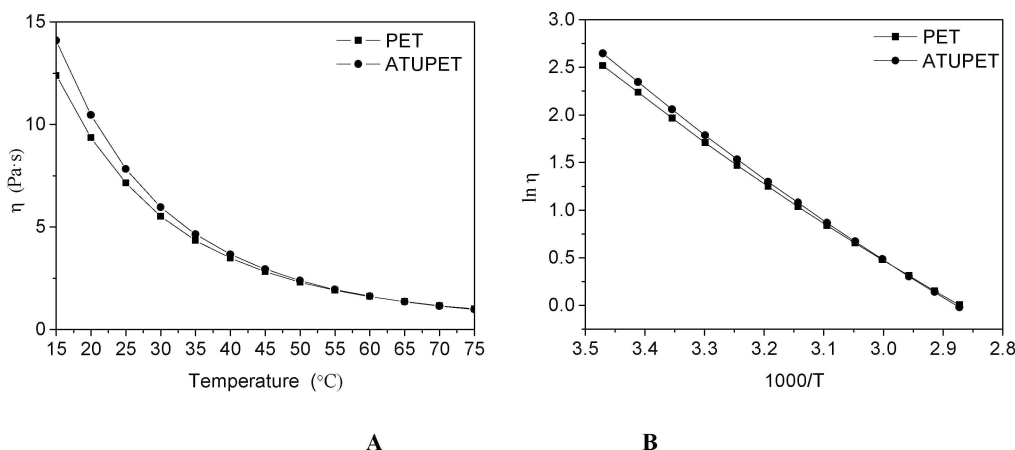 15
10
5
0
η (Pa·s)
PET
ATUPET
15 20 25 30 35 40 45 50 55 60 65 70 75
Temperature (°C)
A
3.0
2.5
2.0
1.5
1.0
0.5
0.0
ln η
PET
ATUPET
3.5 3.4 3.3 3.2 3.1 3.0 2.9 2.8
1000/T
B